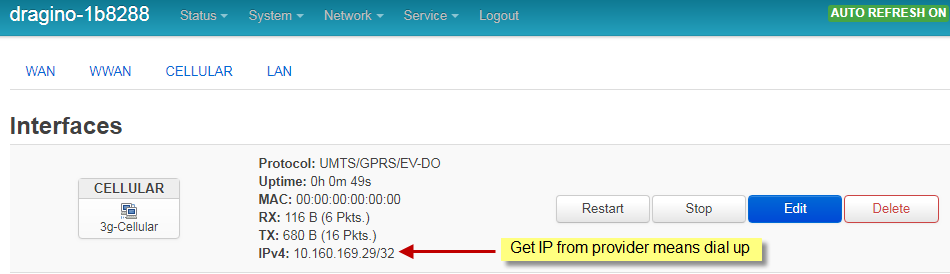 dragino-1b8288 Status System Network Service Logout AUTO REFRESH ON
WAN WWAN CELLULAR LAN
Interfaces
CELLULAR
3g-Cellular
Protocol: UMTS/GPRS/EV-DO
Uptime: 0h 0m 49s
MAC: 00:00:00:00:00:00
RX: 116 B (6 Pkts.)
TX: 680 B (16 Pkts.)
IPv4: 10.160.169.29/32
Get IP from provider means dial up
Restart Stop Edit Delete